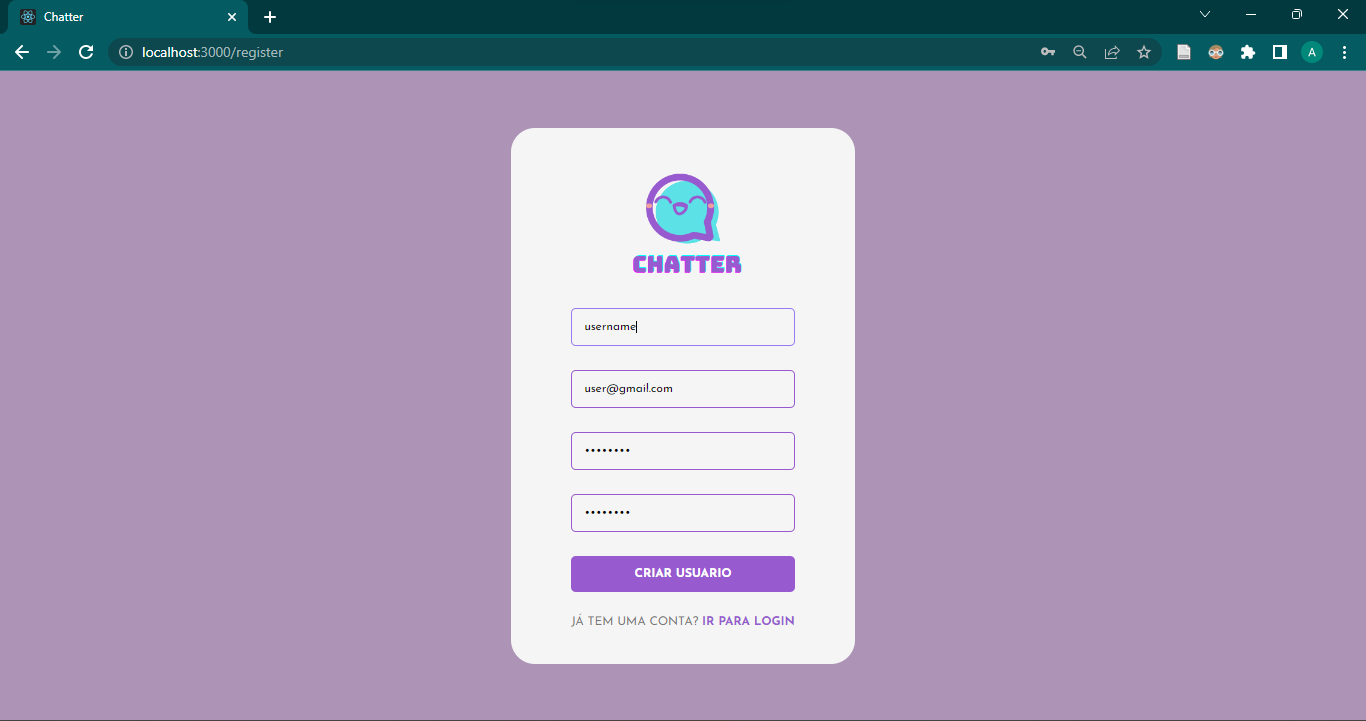 Chatter
localhost:3000/register
A
CHATTER
username
user@gmail.com
••••••••
••••••••
CRIAR USUARIO
JÁ TEM UMA CONTA? IR PARA LOGIN